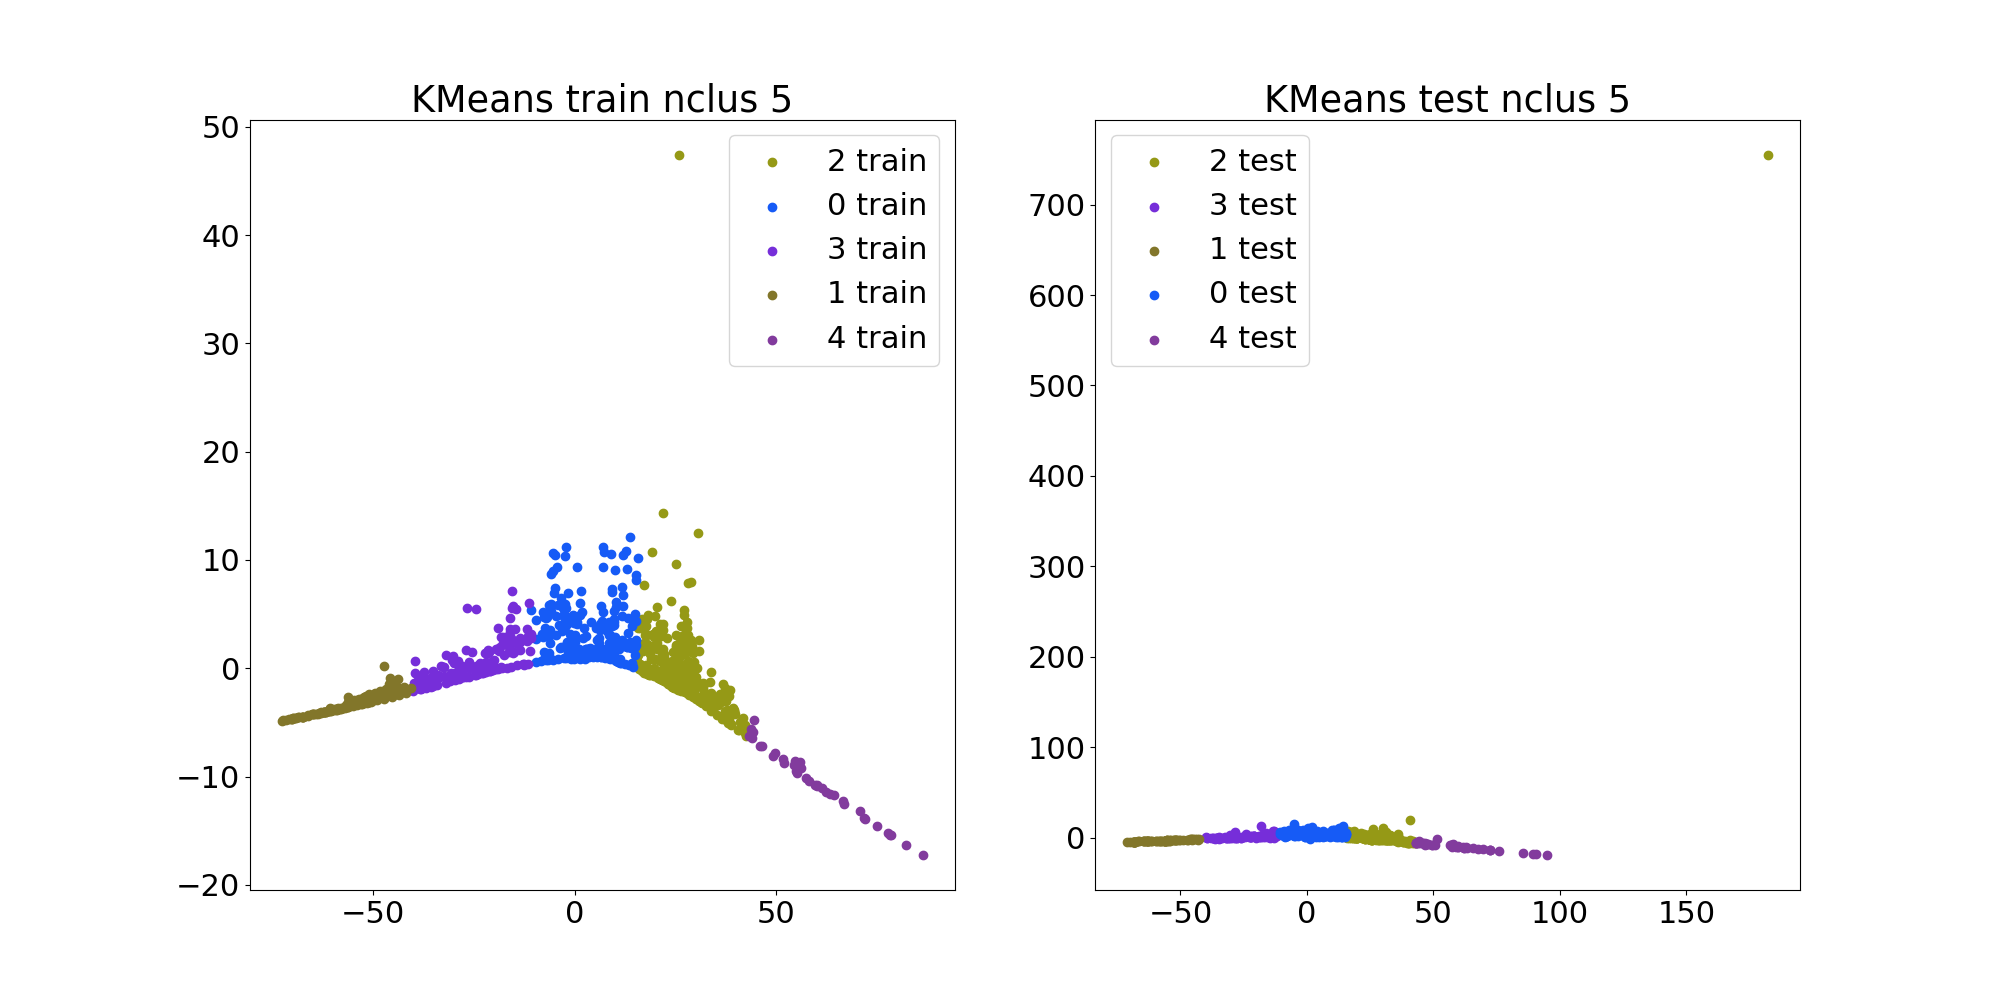 KMeans train nclus 5
50
40
30
20
10
0
−10
−20
−50
0
50
2 train
0 train
3 train
1 train
4 train
KMeans test nclus 5
700
600
500
400
300
200
100
0
−50
0
50
100
150
2 test
3 test
1 test
0 test
4 test